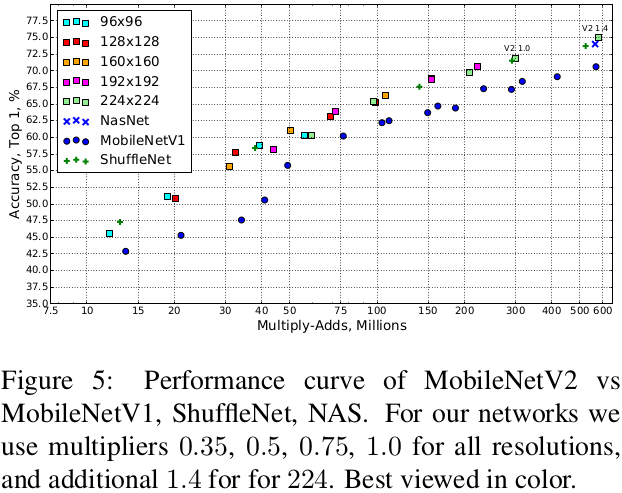 77.5
75.0
72.5
70.0
67.5
65.0
62.5
60.0
57.5
55.0
52.5
50.0
47.5
45.0
42.5
40.0
37.5
35.0
Accuracy, Top 1, %
96x96
128x128
160x160
192x192
224x224
NasNet
MobileNetV1
ShuffleNet
V2 1.0
V2 1.4
7.5 10 15 20 30 40 50 75 100 150 200 300 400 500 600
Multiply-Adds, Millions
Figure 5: Performance curve of MobileNetV2 vs
MobileNetV1, ShuffleNet, NAS. For our networks we
use multipliers 0.35, 0.5, 0.75, 1.0 for all resolutions,
and additional 1.4 for for 224. Best viewed in color.